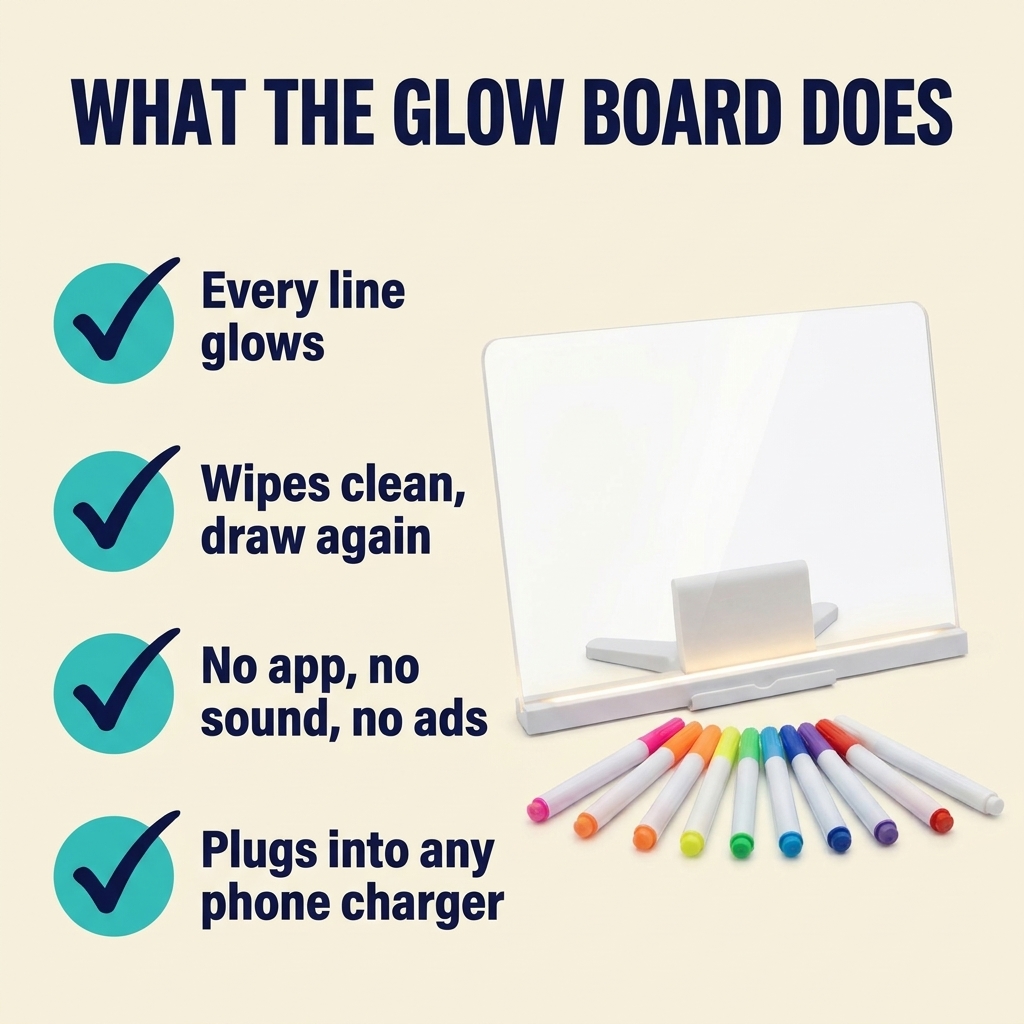 WHAT THE GLOW BOARD DOES
Every line
glows
Wipes clean,
draw again
No app, no
sound, no ads
Plugs into any
phone charger